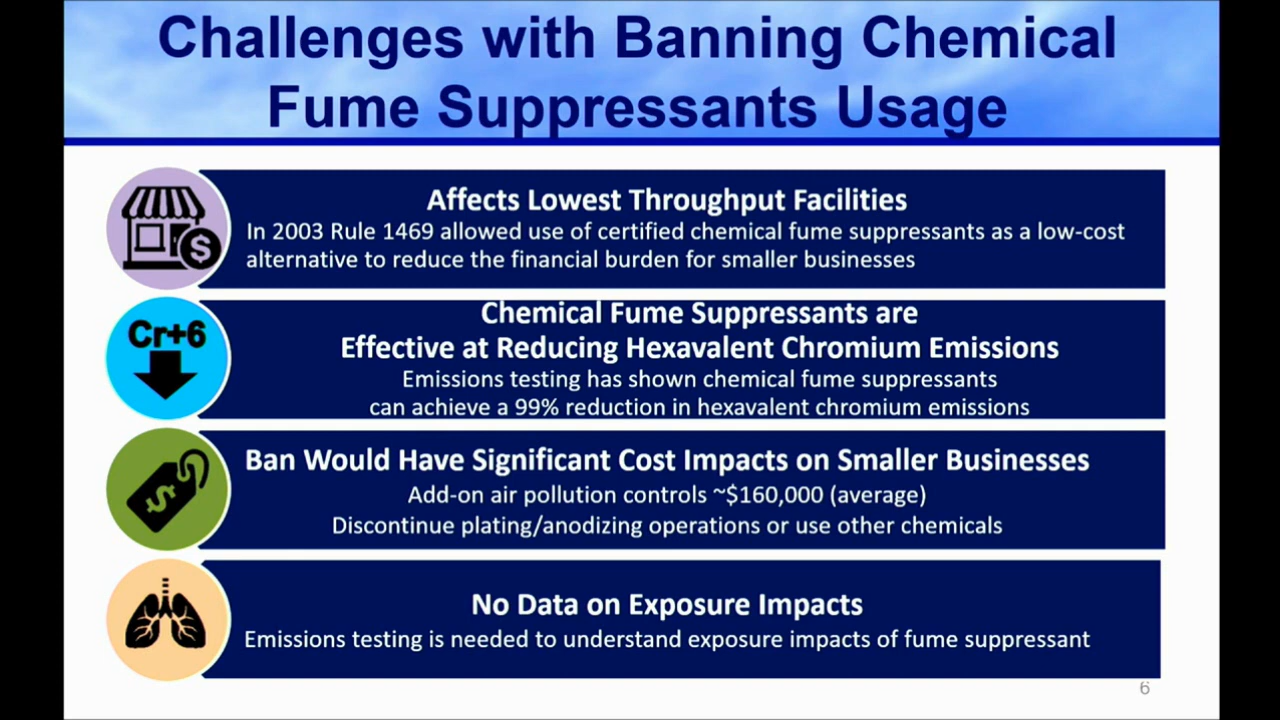 Challenges with Banning Chemical
Fume Suppressants Usage
Affects Lowest Throughput Facilities
In 2003 Rule 1469 allowed use of certified chemical fume suppressants as a low-cost
alternative to reduce the financial burden for smaller businesses
Cr+6
Chemical Fume Suppressants are
Effective at Reducing Hexavalent Chromium Emissions
Emissions testing has shown chemical fume suppressants
can achieve a 99% reduction in hexavalent chromium emissions
$
Ban Would Have Significant Cost Impacts on Smaller Businesses
Add-on air pollution controls ~$160,000 (average)
Discontinue plating/anodizing operations or use other chemicals
$
No Data on Exposure Impacts
Emissions testing is needed to understand exposure impacts of fume suppressant
6